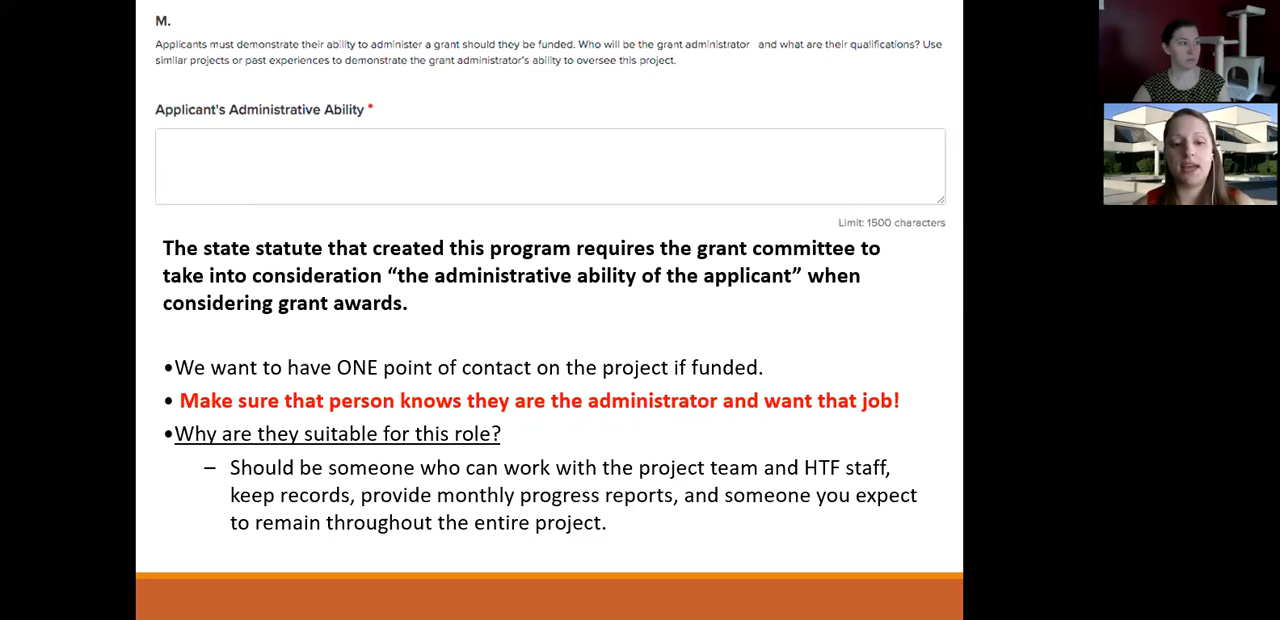 M.
Applicants must demonstrate their ability to administer a grant should they be funded. Who will be the grant administrator and what are their qualifications? Use
similar projects or past experiences to demonstrate the grant administrator's ability to oversee this project.
Applicant's Administrative Ability *
Limit: 1500 characters
The state statute that created this program requires the grant committee to
take into consideration “the administrative ability of the applicant” when
considering grant awards.
•We want to have ONE point of contact on the project if funded.
• Make sure that person knows they are the administrator and want that job!
•Why are they suitable for this role?
– Should be someone who can work with the project team and HTF staff,
keep records, provide monthly progress reports, and someone you expect
to remain throughout the entire project.